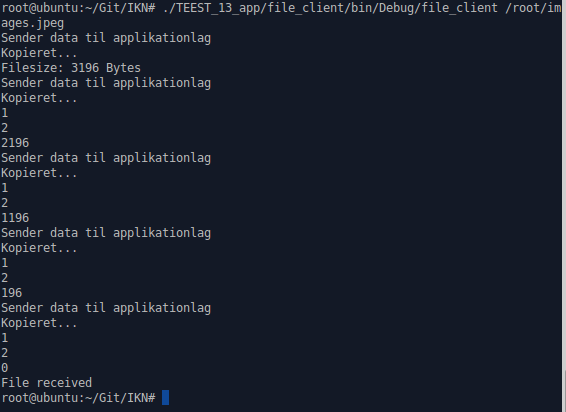 root@ubuntu:~/Git/IKN# ./TEEST_13_app/file_client/bin/Debug/file_client /root/im
ages.jpeg
Sender data til applikationlag
Kopieret...
Filesize: 3196 Bytes
Sender data til applikationlag
Kopieret...
1
2
2196
Sender data til applikationlag
Kopieret...
1
2
1196
Sender data til applikationlag
Kopieret...
1
2
196
Sender data til applikationlag
Kopieret...
1
2
0
File received
root@ubuntu:~/Git/IKN#